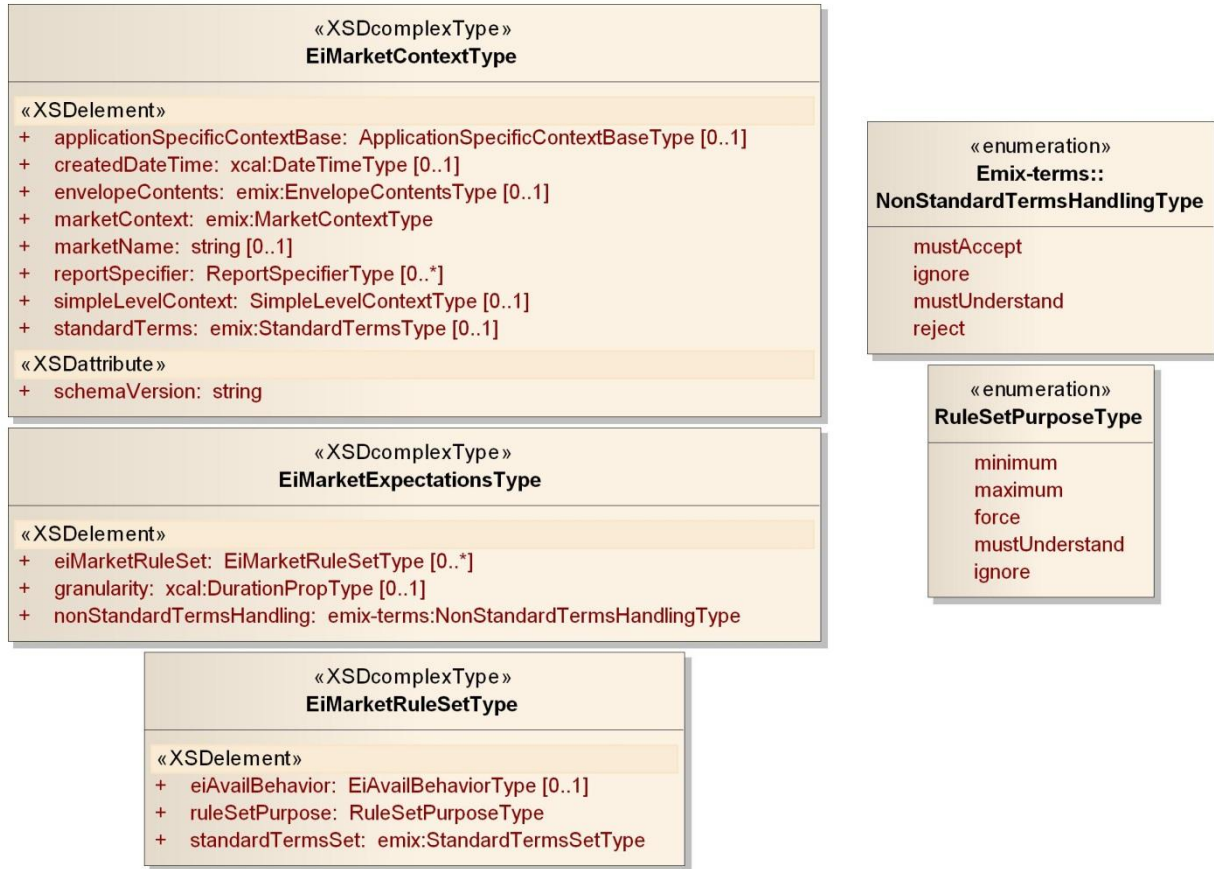 «XSDcomplexType»
EiMarketContextType
«XSDelement»
+ applicationSpecificContextBase: ApplicationSpecificContextBaseType [0..1]
+ createdDateTime: xcal:DateTimeType [0..1]
+ envelopeContents: emix:EnvelopeContentsType [0..1]
+ marketContext: emix:MarketContextType
+ marketName: string [0..1]
+ reportSpecifier: ReportSpecifierType [0..*]
+ simpleLevelContext: SimpleLevelContextType [0..1]
+ standardTerms: emix:StandardTermsType [0..1]
«XSDattribute»
+ schemaVersion: string
«enumeration»
Emix-terms::
NonStandardTermsHandlingType
mustAccept
ignore
mustUnderstand
reject
«enumeration»
RuleSetPurposeType
minimum
maximum
force
mustUnderstand
ignore
«XSDcomplexType»
EiMarketExpectationsType
«XSDelement»
+ eiMarketRuleSet: EiMarketRuleSetType [0..*]
+ granularity: xcal:DurationPropType [0..1]
+ nonStandardTermsHandling: emix-terms:NonStandardTermsHandlingType
«XSDcomplexType»
EiMarketRuleSetType
«XSDelement»
+ eiAvailBehavior: EiAvailBehaviorType [0..1]
+ ruleSetPurpose: RuleSetPurposeType
+ standardTermsSet: emix:StandardTermsSetType